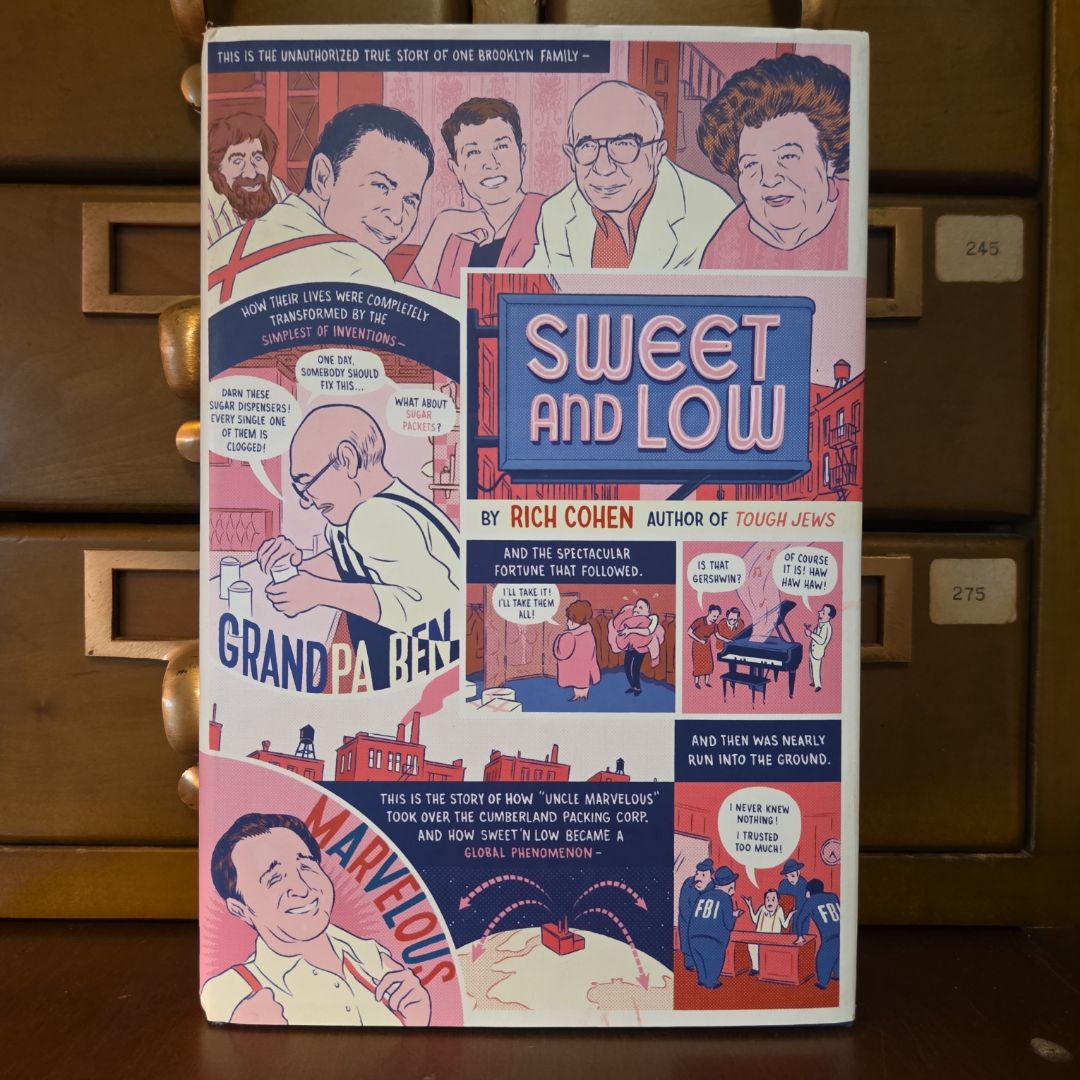 THIS IS THE UNAUTHORIZED TRUE STORY OF ONE BROOKLYN FAMILY—
HOW THEIR LIVES WERE COMPLETELY
TRANSFORMED BY THE
SIMPLEST OF INVENTIONS—
ONE DAY,
SOMEBODY SHOULD
FIX THIS...
DARN THESE
SUGAR DISPENSERS!
EVERY SINGLE ONE
OF THEM IS
CLOGGED!
WHAT ABOUT
SUGAR
PACKETS?
GRANDPA BEN
SWEET
AND LOW
BY RICH COHEN AUTHOR OF TOUGH JEWS
AND THE SPECTACULAR
FORTUNE THAT FOLLOWED.
I'LL TAKE IT!
I'LL TAKE THEM
ALL!
IS THAT
GERSHWIN?
OF COURSE
IT IS! HAW
HAW HAW!
AND THEN WAS NEARLY
RUN INTO THE GROUND.
THIS IS THE STORY OF HOW "UNCLE MARVELOUS"
TOOK OVER THE CUMBERLAND PACKING CORP.
AND HOW SWEET'N LOW BECAME A
GLOBAL PHENOMENON—
MARVELOUS
I NEVER KNEW
NOTHING!
I TRUSTED
TOO MUCH!
FBI
FBI
245
275